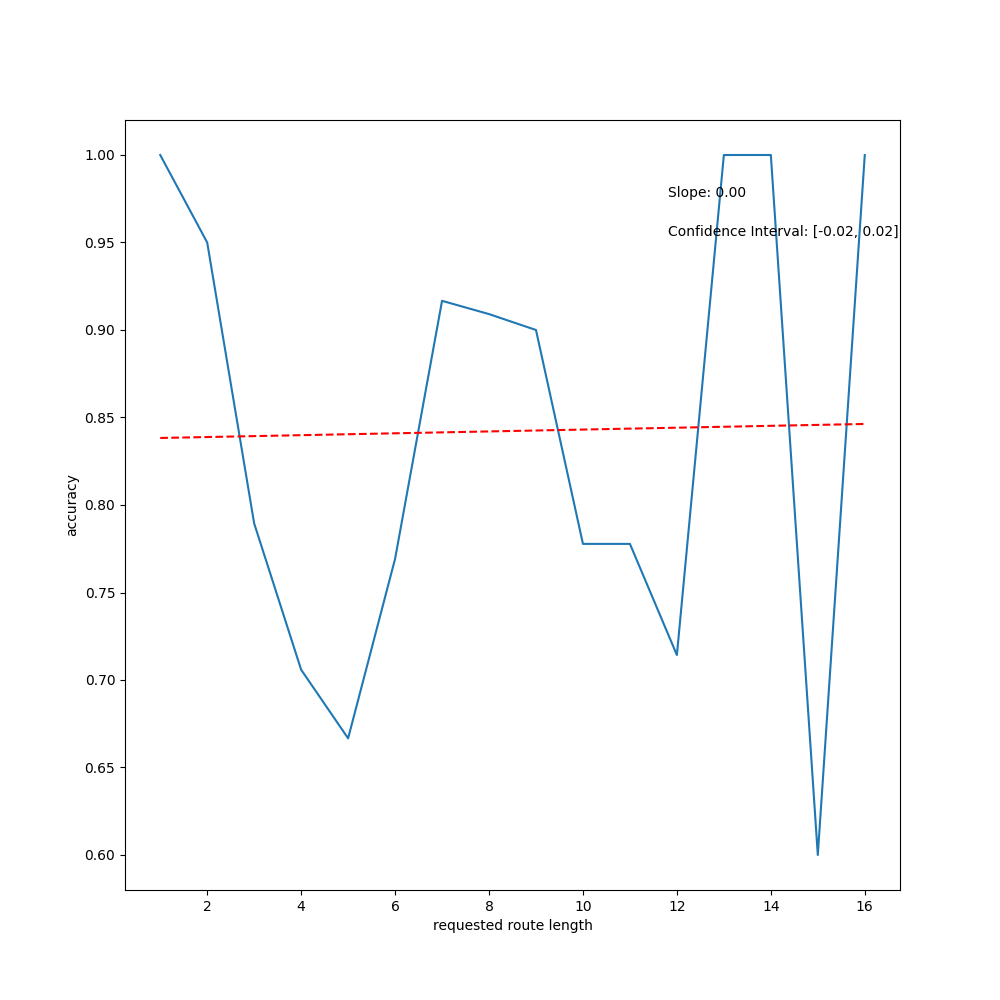 1.00
0.95
0.90
0.85
0.80
0.75
0.70
0.65
0.60
accuracy
Slope: 0.00
Confidence Interval: [-0.02, 0.02]
2 4 6 8 10 12 14 16
requested route length